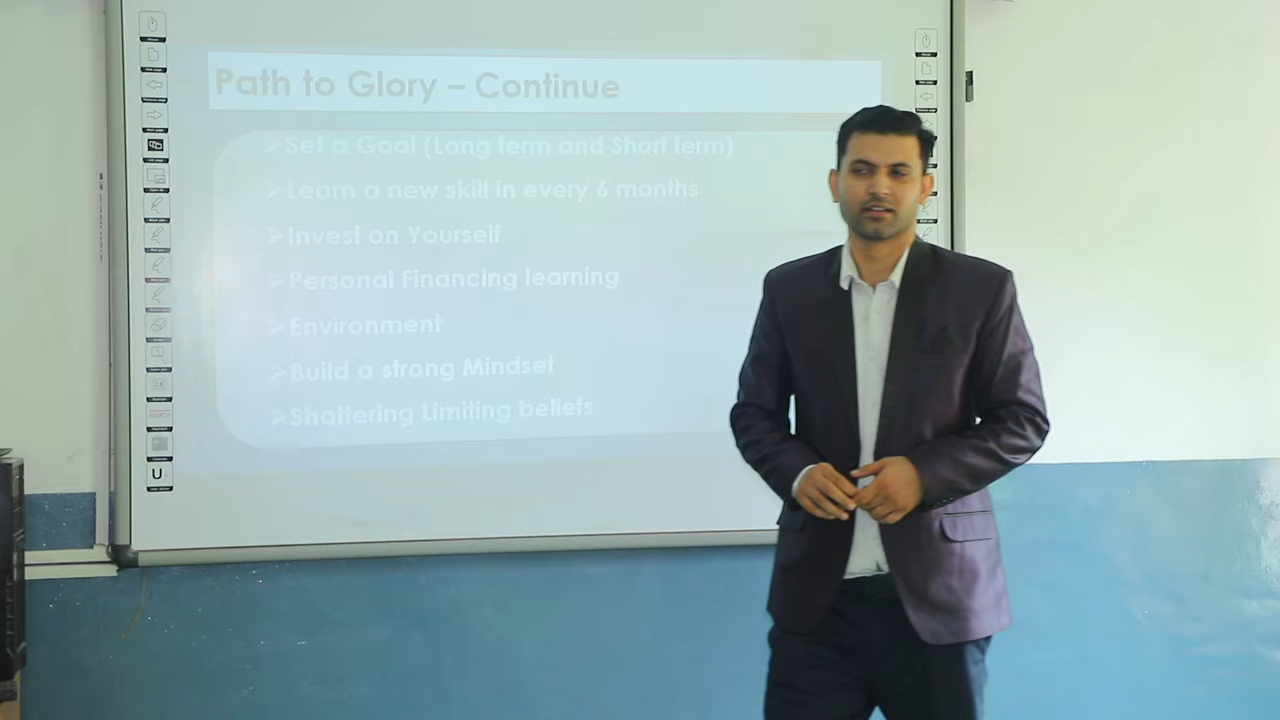 Path to Glory – Continue
Set a Goal (Long term and Short term)
Learn a new skill in every 6 months
Invest on Yourself
Personal Financing learning
Environment
Build a strong Mindset
Shattering Limiting beliefs
U